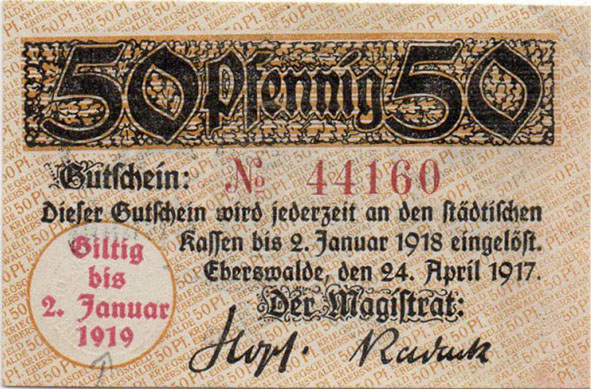 50 Pfennig 50
Gutschein: № 44160
Dieser Gutschein wird jederzeit an den städtischen
Kassen bis 2. Januar 1918 eingelöst.
Eberswalde, den 24. April 1917.
Der Magistrat:
Giltig
bis
2. Januar
1919